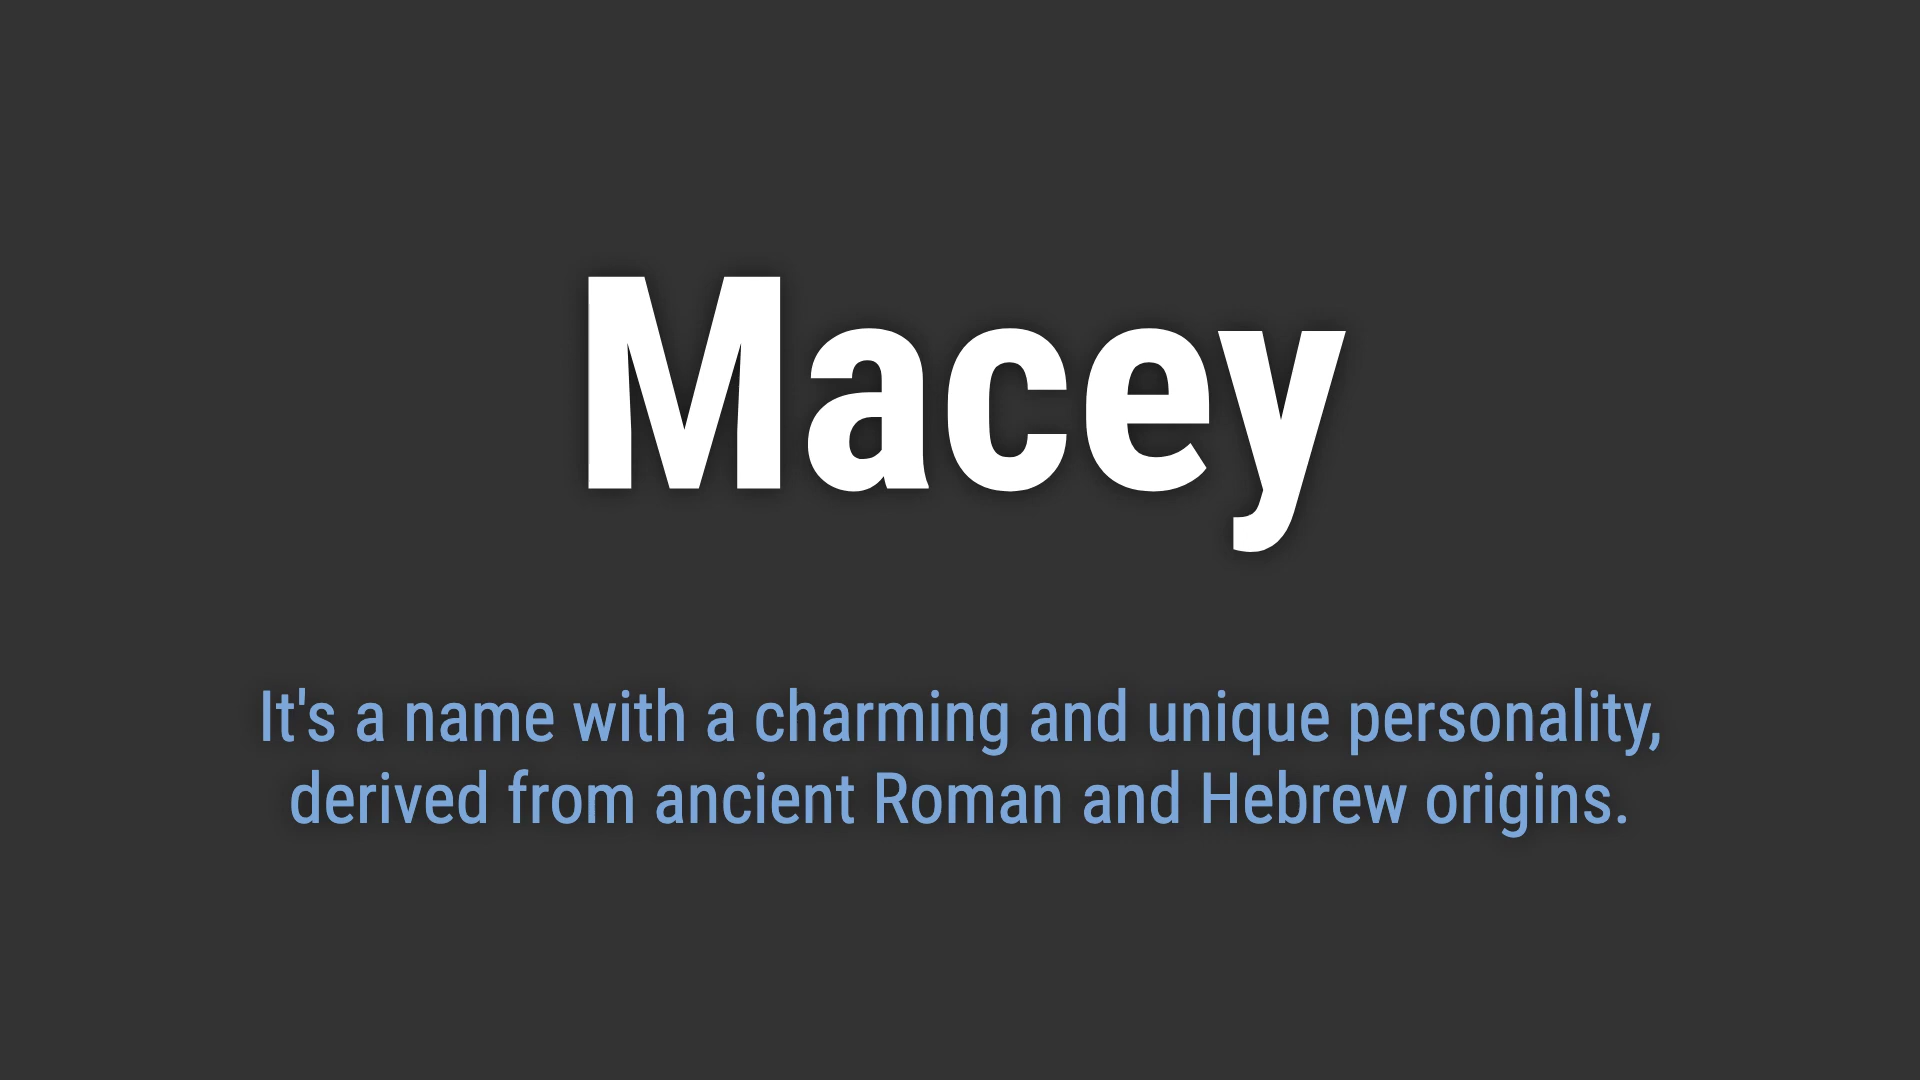 Macey
It's a name with a charming and unique personality,
derived from ancient Roman and Hebrew origins.